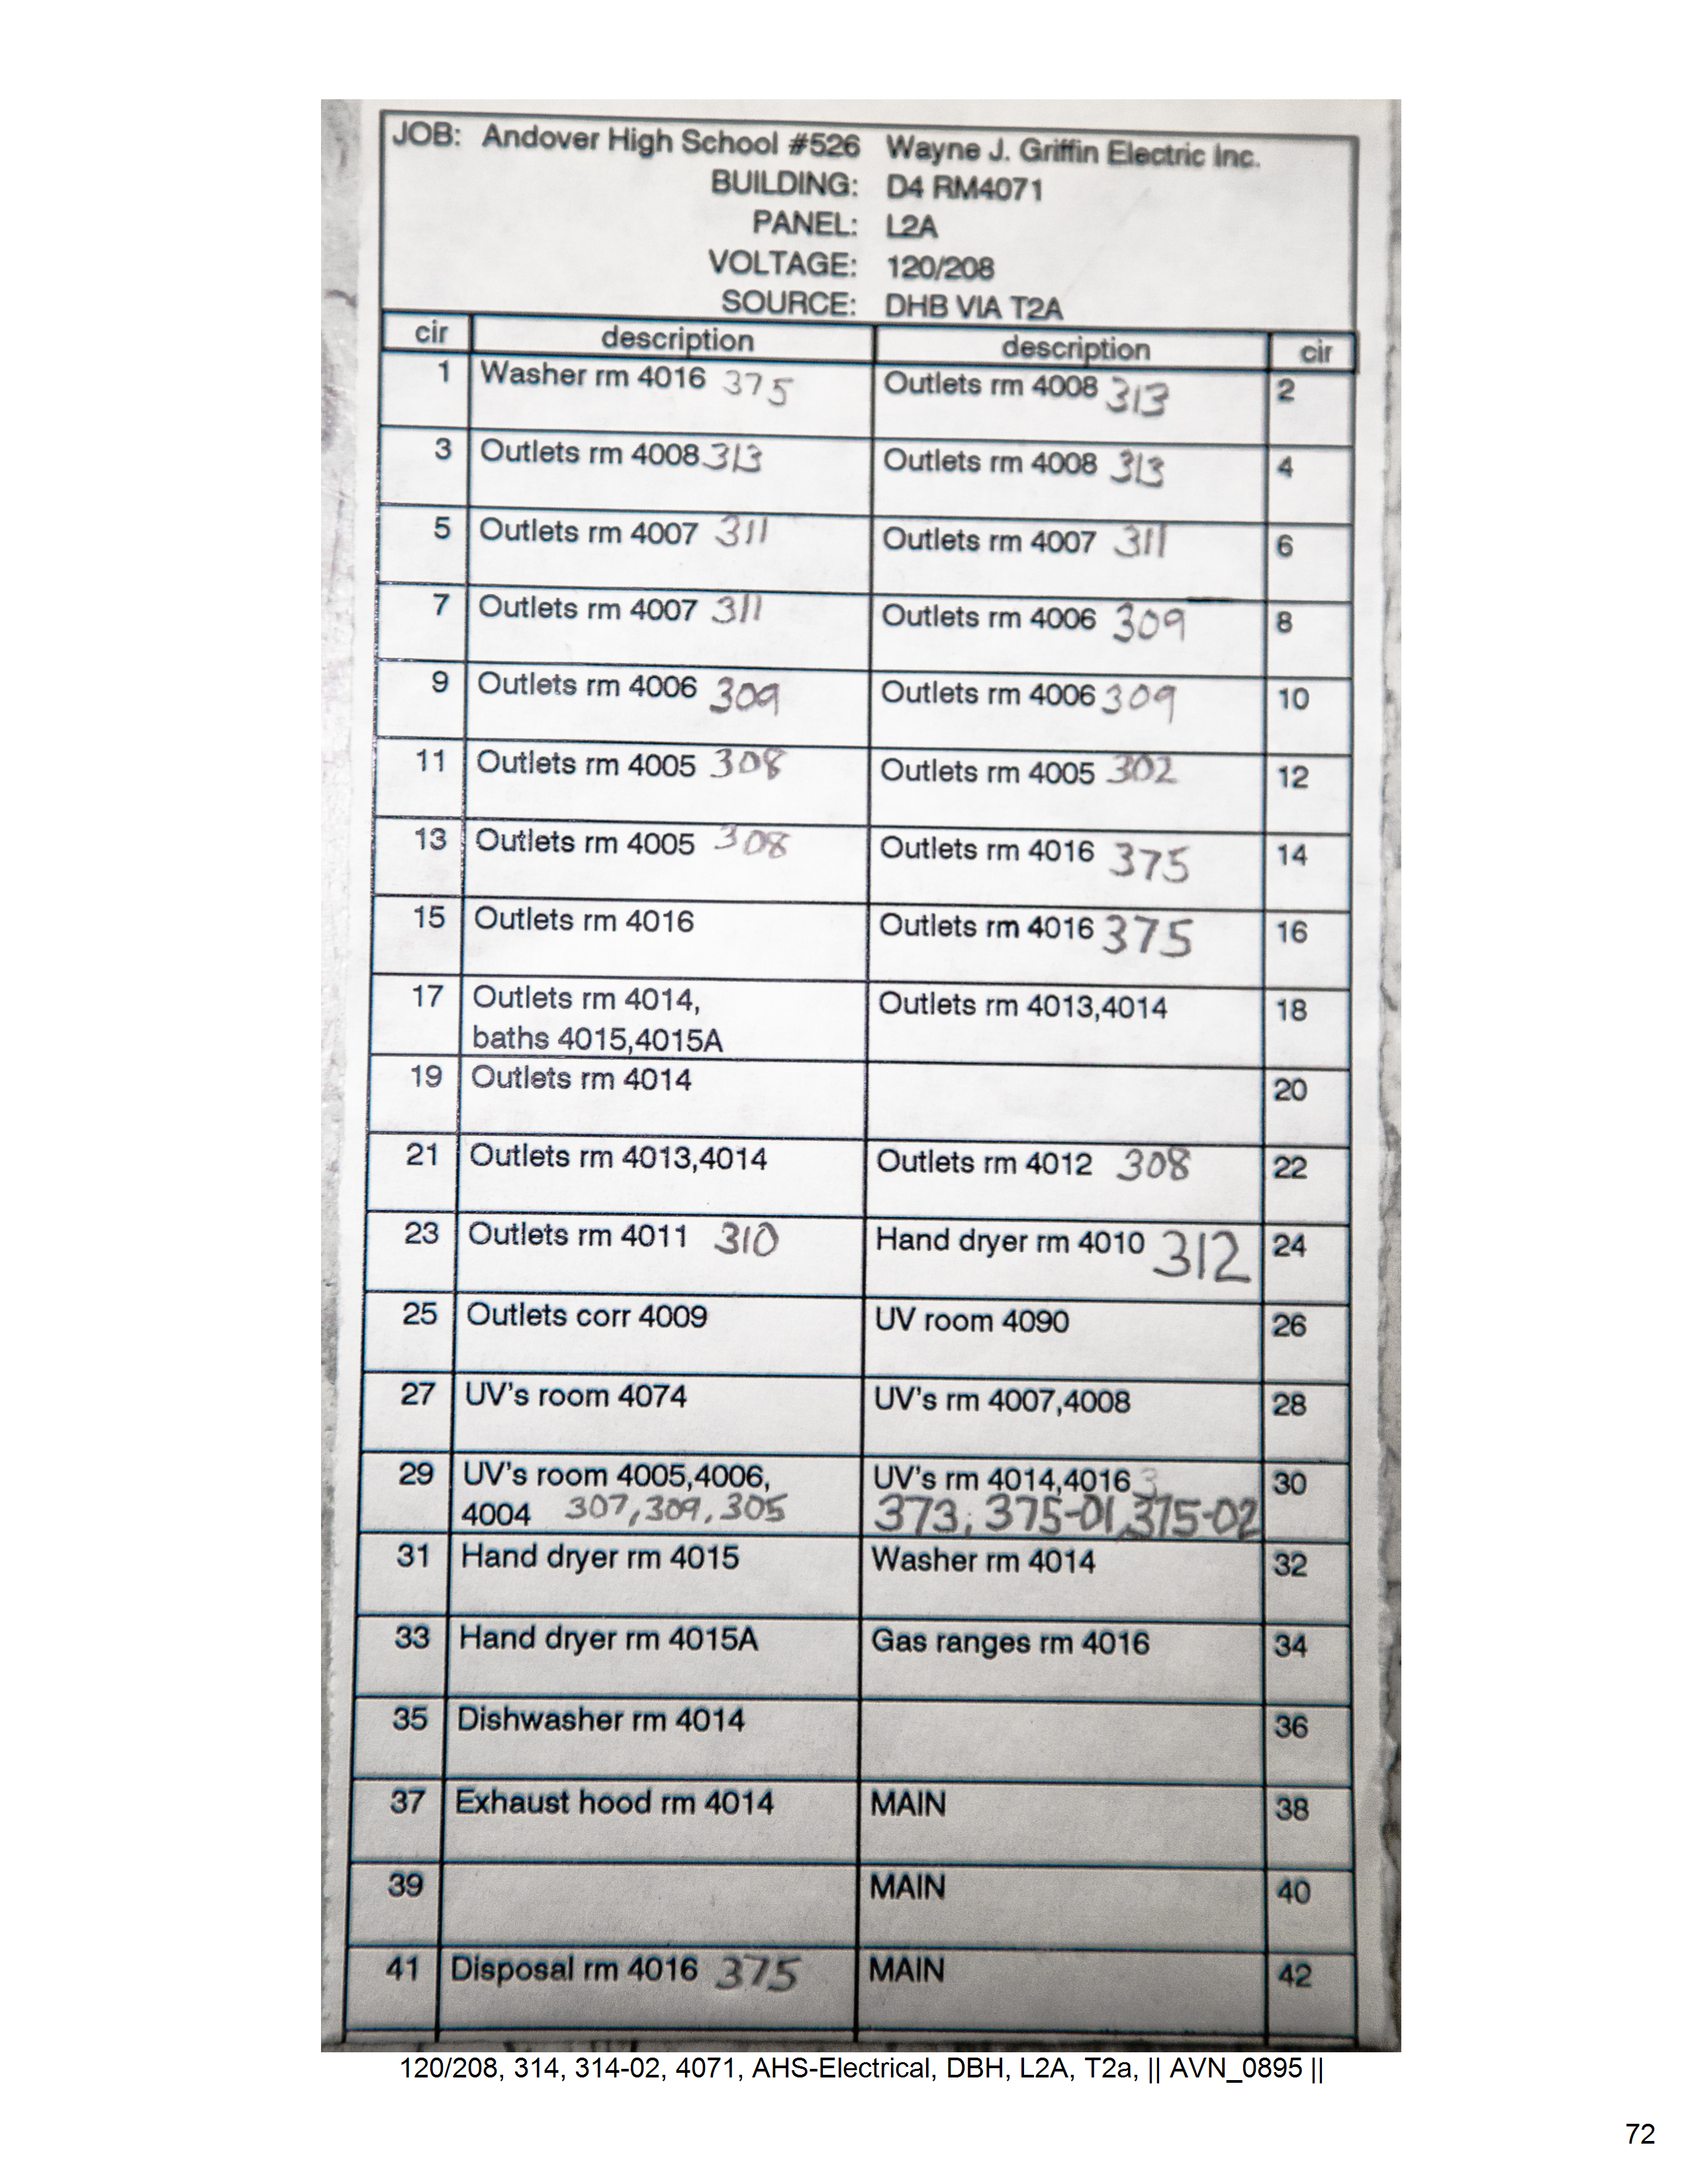 JOB: Andover High School #526 Wayne J. Griffin Electric Inc.
BUILDING: D4 RM4071
PANEL: L2A
VOLTAGE: 120/208
SOURCE: DHB VIA T2A
cir description description cir
1 Washer rm 4016 375 Outlets rm 4008 313 2
3 Outlets rm 4008 313 Outlets rm 4008 313 4
5 Outlets rm 4007 311 Outlets rm 4007 311 6
7 Outlets rm 4007 311 Outlets rm 4006 309 8
9 Outlets rm 4006 309 Outlets rm 4006 309 10
11 Outlets rm 4005 308 Outlets rm 4005 302 12
13 Outlets rm 4005 308 Outlets rm 4016 375 14
15 Outlets rm 4016 Outlets rm 4016 375 16
17 Outlets rm 4014, Outlets rm 4013,4014 18
baths 4015,4015A
19 Outlets rm 4014 20
21 Outlets rm 4013,4014 Outlets rm 4012 308 22
23 Outlets rm 4011 310 Hand dryer rm 4010 312 24
25 Outlets corr 4009 UV room 4090 26
27 UV's room 4074 UV's rm 4007,4008 28
29 UV's room 4005,4006, UV's rm 4014,4016 3 30
4004 307,309,305 373, 375-01,375-02
31 Hand dryer rm 4015 Washer rm 4014 32
33 Hand dryer rm 4015A Gas ranges rm 4016 34
35 Dishwasher rm 4014 36
37 Exhaust hood rm 4014 MAIN 38
39 MAIN 40
41 Disposal rm 4016 375 MAIN 42
120/208, 314, 314-02, 4071, AHS-Electrical, DBH, L2A, T2a, || AVN_0895 ||
72